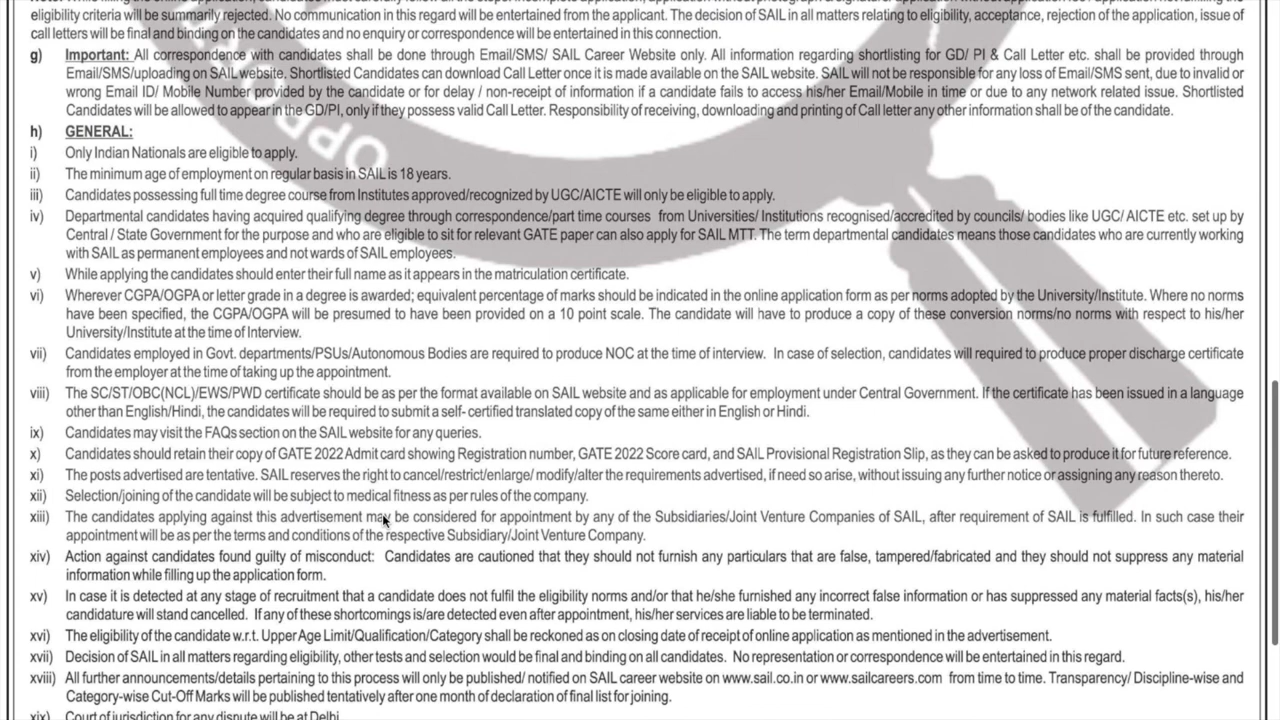 eligibility criteria will be summarily rejected. No communication in this regard will be entertained from the applicant. The decision of SAIL in all matters relating to eligibility, acceptance, rejection of the application, issue of
call letters will be final and binding on the candidates and no enquiry or correspondence will be entertained in this connection.
g) Important: All correspondence with candidates shall be done through Email/SMS/ SAIL Career Website only. All information regarding shortlisting for GD/ PI & Call Letter etc. shall be provided through
Email/SMS/uploading on SAIL website. Shortlisted Candidates can download Call Letter once it is made available on the SAIL website. SAIL will not be responsible for any loss of Email/SMS sent, due to invalid or
wrong Email ID/ Mobile Number provided by the candidate or for delay / non-receipt of information if a candidate fails to access his/her Email/Mobile in time or due to any network related issue. Shortlisted
Candidates will be allowed to appear in the GD/PI, only if they possess valid Call Letter. Responsibility of receiving, downloading and printing of Call letter any other information shall be of the candidate.
h) GENERAL:
i) Only Indian Nationals are eligible to apply.
ii) The minimum age of employment on regular basis in SAIL is 18 years.
iii) Candidates possessing full time degree course from Institutes approved/recognized by UGC/AICTE will only be eligible to apply.
iv) Departmental candidates having acquired qualifying degree through correspondence/part time courses from Universities/ Institutions recognised/accredited by councils/ bodies like UGC/ AICTE etc. set up by
Central / State Government for the purpose and who are eligible to sit for relevant GATE paper can also apply for SAIL MTT. The term departmental candidates means those candidates who are currently working
with SAIL as permanent employees and not wards of SAIL employees.
v) While applying the candidates should enter their full name as it appears in the matriculation certificate.
vi) Wherever CGPA/OGPA or letter grade in a degree is awarded; equivalent percentage of marks should be indicated in the online application form as per norms adopted by the University/Institute. Where no norms
have been specified, the CGPA/OGPA will be presumed to have been provided on a 10 point scale. The candidate will have to produce a copy of these conversion norms/no norms with respect to his/her
University/Institute at the time of Interview.
vii) Candidates employed in Govt. departments/PSUs/Autonomous Bodies are required to produce NOC at the time of interview. In case of selection, candidates will required to produce proper discharge certificate
from the employer at the time of taking up the appointment.
viii) The SC/ST/OBC(NCL)/EWS/PWD certificate should be as per the format available on SAIL website and as applicable for employment under Central Government. If the certificate has been issued in a language
other than English/Hindi, the candidates will be required to submit a self- certified translated copy of the same either in English or Hindi.
ix) Candidates may visit the FAQs section on the SAIL website for any queries.
x) Candidates should retain their copy of GATE 2022 Admit card showing Registration number, GATE 2022 Score card, and SAIL Provisional Registration Slip, as they can be asked to produce it for future reference.
xi) The posts advertised are tentative. SAIL reserves the right to cancel/restrict/enlarge/ modify/alter the requirements advertised, if need so arise, without issuing any further notice or assigning any reason thereto.
xii) Selection/joining of the candidate will be subject to medical fitness as per rules of the company.
xiii) The candidates applying against this advertisement may be considered for appointment by any of the Subsidiaries/Joint Venture Companies of SAIL, after requirement of SAIL is fulfilled. In such case their
appointment will be as per the terms and conditions of the respective Subsidiary/Joint Venture Company.
xiv) Action against candidates found guilty of misconduct: Candidates are cautioned that they should not furnish any particulars that are false, tampered/fabricated and they should not suppress any material
information while filling up the application form.
xv) In case it is detected at any stage of recruitment that a candidate does not fulfil the eligibility norms and/or that he/she furnished any incorrect false information or has suppressed any material facts(s), his/her
candidature will stand cancelled. If any of these shortcomings is/are detected even after appointment, his/her services are liable to be terminated.
xvi) The eligibility of the candidate w.r.t. Upper Age Limit/Qualification/Category shall be reckoned as on closing date of receipt of online application as mentioned in the advertisement.
xvii) Decision of SAIL in all matters regarding eligibility, other tests and selection would be final and binding on all candidates. No representation or correspondence will be entertained in this regard.
xviii) All further announcements/details pertaining to this process will only be published/ notified on SAIL career website on www.sail.co.in or www.sailcareers.com from time to time. Transparency/ Discipline-wise and
Category-wise Cut-Off Marks will be published tentatively after one month of declaration of final list for joining.
xix) Court of jurisdiction for any dispute will be at Delhi.
OPPOR